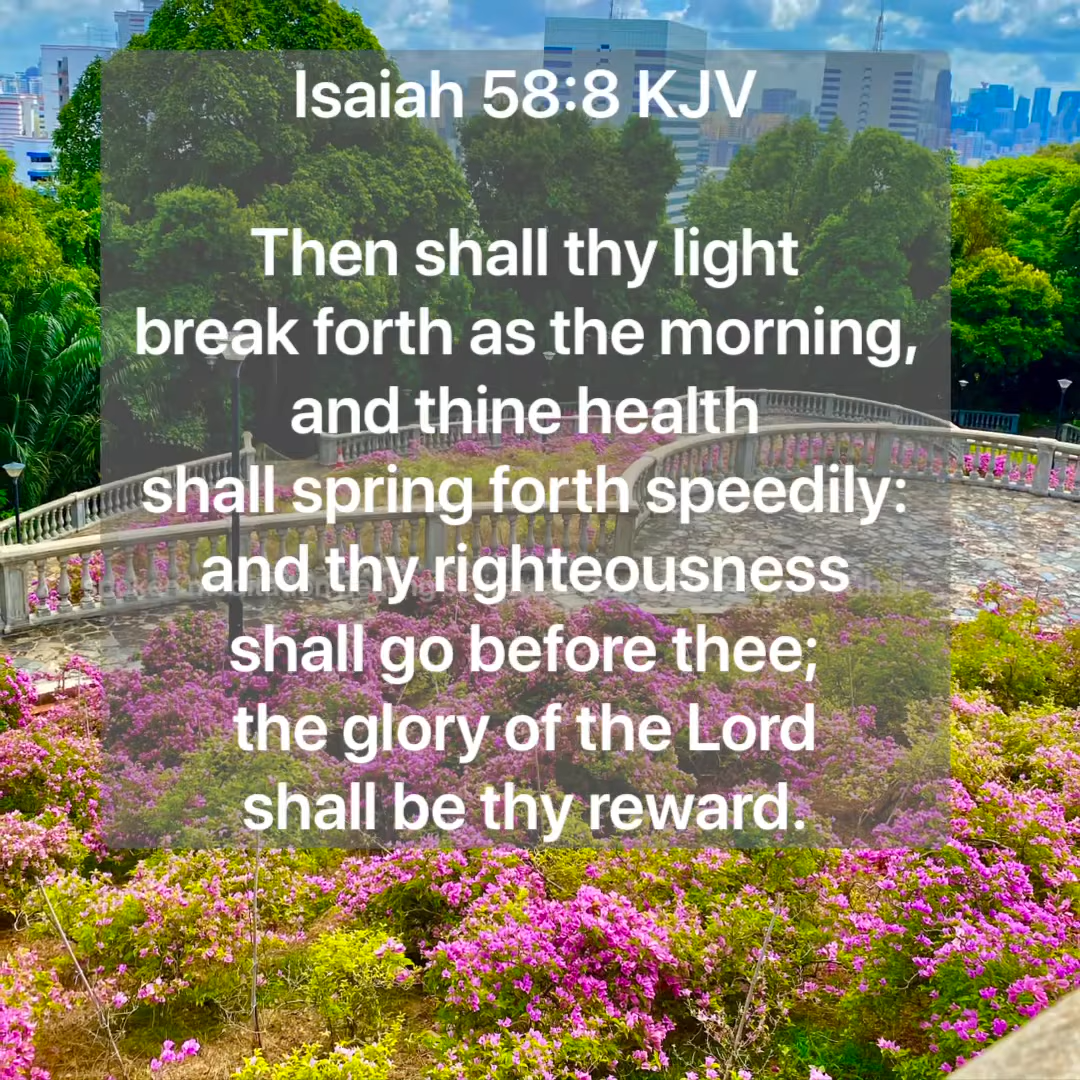 Isaiah 58:8 KJV
Then shall thy light
break forth as the morning,
and thine health
shall spring forth speedily:
and thy righteousness
shall go before thee;
the glory of the Lord
shall be thy reward.